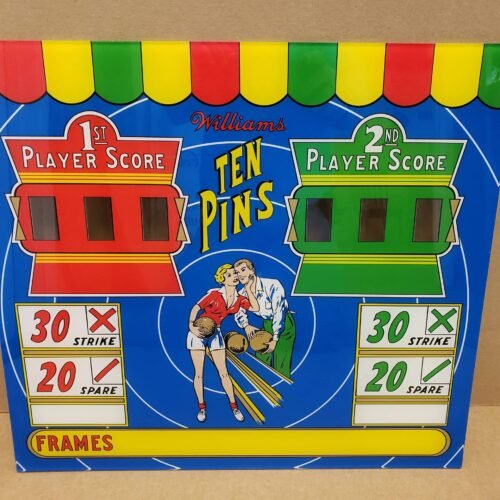 Williams
TEN
PINS
1ST
PLAYER SCORE
2ND
PLAYER SCORE
30 STRIKE
20 SPARE
30 STRIKE
20 SPARE
FRAMES